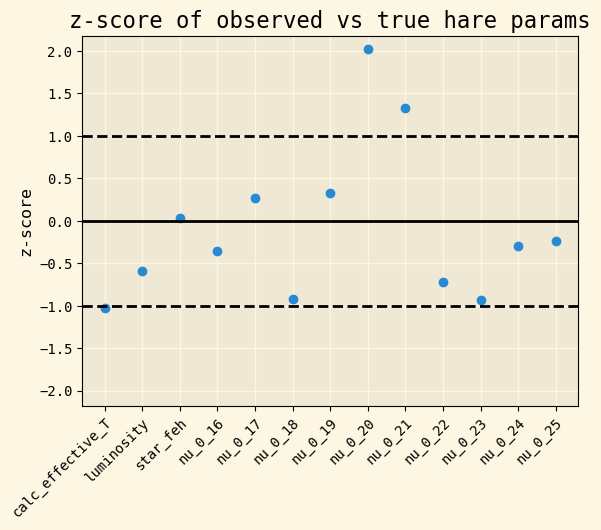 z-score of observed vs true hare params
z-score
2.0
1.5
1.0
0.5
0.0
−0.5
−1.0
−1.5
−2.0
calc_effective_T
luminosity
star_feh
nu_0_16
nu_0_17
nu_0_18
nu_0_19
nu_0_20
nu_0_21
nu_0_22
nu_0_23
nu_0_24
nu_0_25